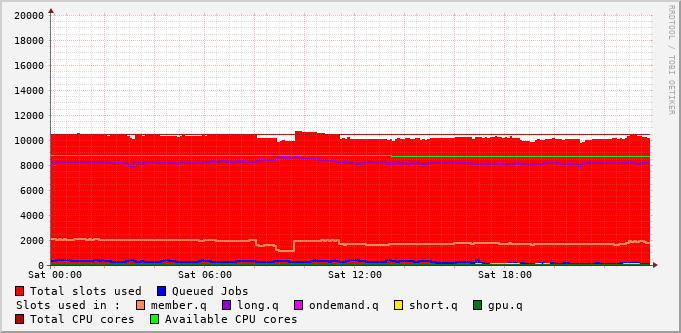 RRDTOOL / TOBI OETIKER
20000
18000
16000
14000
12000
10000
8000
6000
4000
2000
0
Sat 00:00 Sat 06:00 Sat 12:00 Sat 18:00
Total slots used Queued Jobs
Slots used in : member.q long.q ondemand.q short.q gpu.q
Total CPU cores Available CPU cores